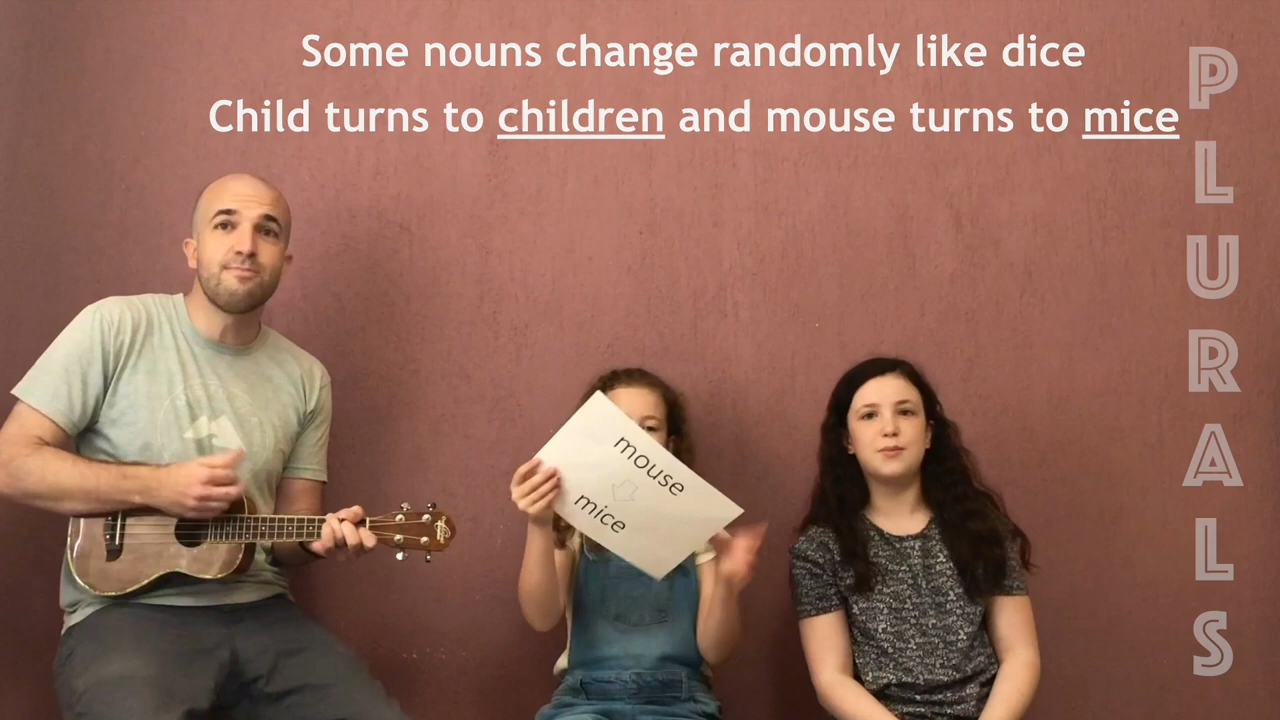 Some nouns change randomly like dice
Child turns to children and mouse turns to mice
PLURALS
mouse
mice